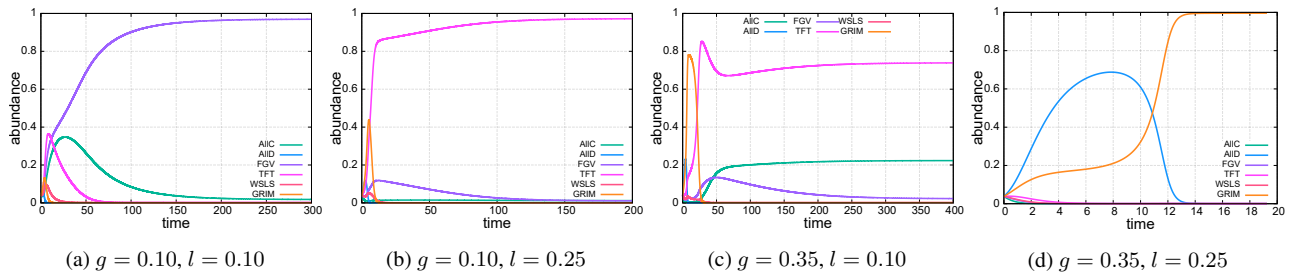 1
0.8
0.6
0.4
0.2
0
abundance
AllC
AllD
FGV
TFT
WSLS
GRIM
0 50 100 150 200 250 300
time
(a) g = 0.10, l = 0.10
1
0.8
0.6
0.4
0.2
0
abundance
AllC
AllD
FGV
TFT
WSLS
GRIM
0 50 100 150 200
time
(b) g = 0.10, l = 0.25
1
0.8
0.6
0.4
0.2
0
abundance
AllC FGV WSLS
AllD TFT GRIM
0 50 100 150 200 250 300 350 400
time
(c) g = 0.35, l = 0.10
1
0.8
0.6
0.4
0.2
0
abundance
AllC
AllD
FGV
TFT
WSLS
GRIM
0 2 4 6 8 10 12 14 16 18 20
time
(d) g = 0.35, l = 0.25